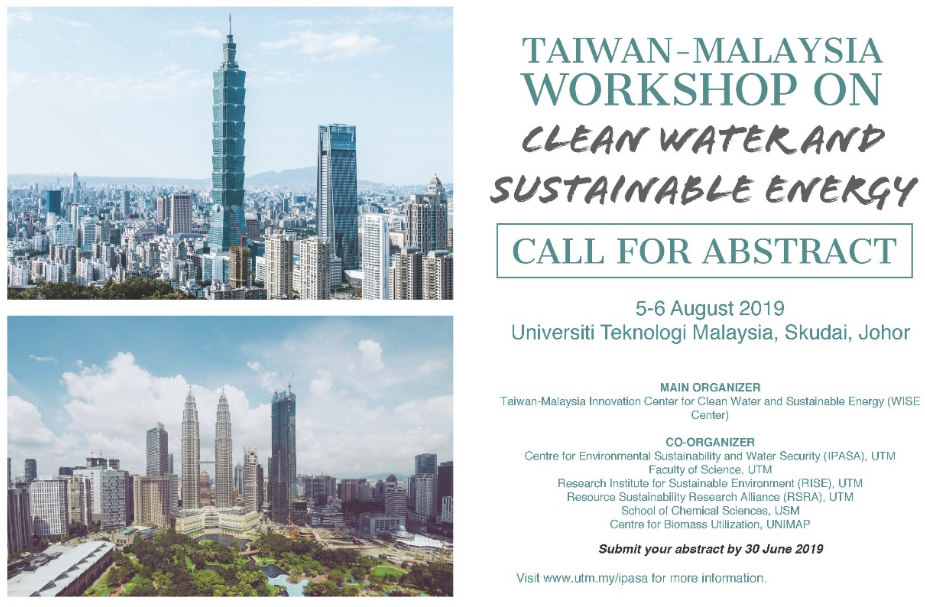 TAIWAN-MALAYSIA
WORKSHOP ON
CLEAN WATER AND
SUSTAINABLE ENERGY
CALL FOR ABSTRACT
5-6 August 2019
Universiti Teknologi Malaysia, Skudai, Johor
MAIN ORGANIZER
Taiwan-Malaysia Innovation Center for Clean Water and Sustainable Energy (WISE
Center)
CO-ORGANIZER
Centre for Environmental Sustainability and Water Security (IPASA), UTM
Faculty of Science, UTM
Research Institute for Sustainable Environment (RISE), UTM
Resource Sustainability Research Alliance (RSRA), UTM
School of Chemical Sciences, USM
Centre for Biomass Utilization, UNIMAP
Submit your abstract by 30 June 2019
Visit www.utm.my/ipasa for more information.